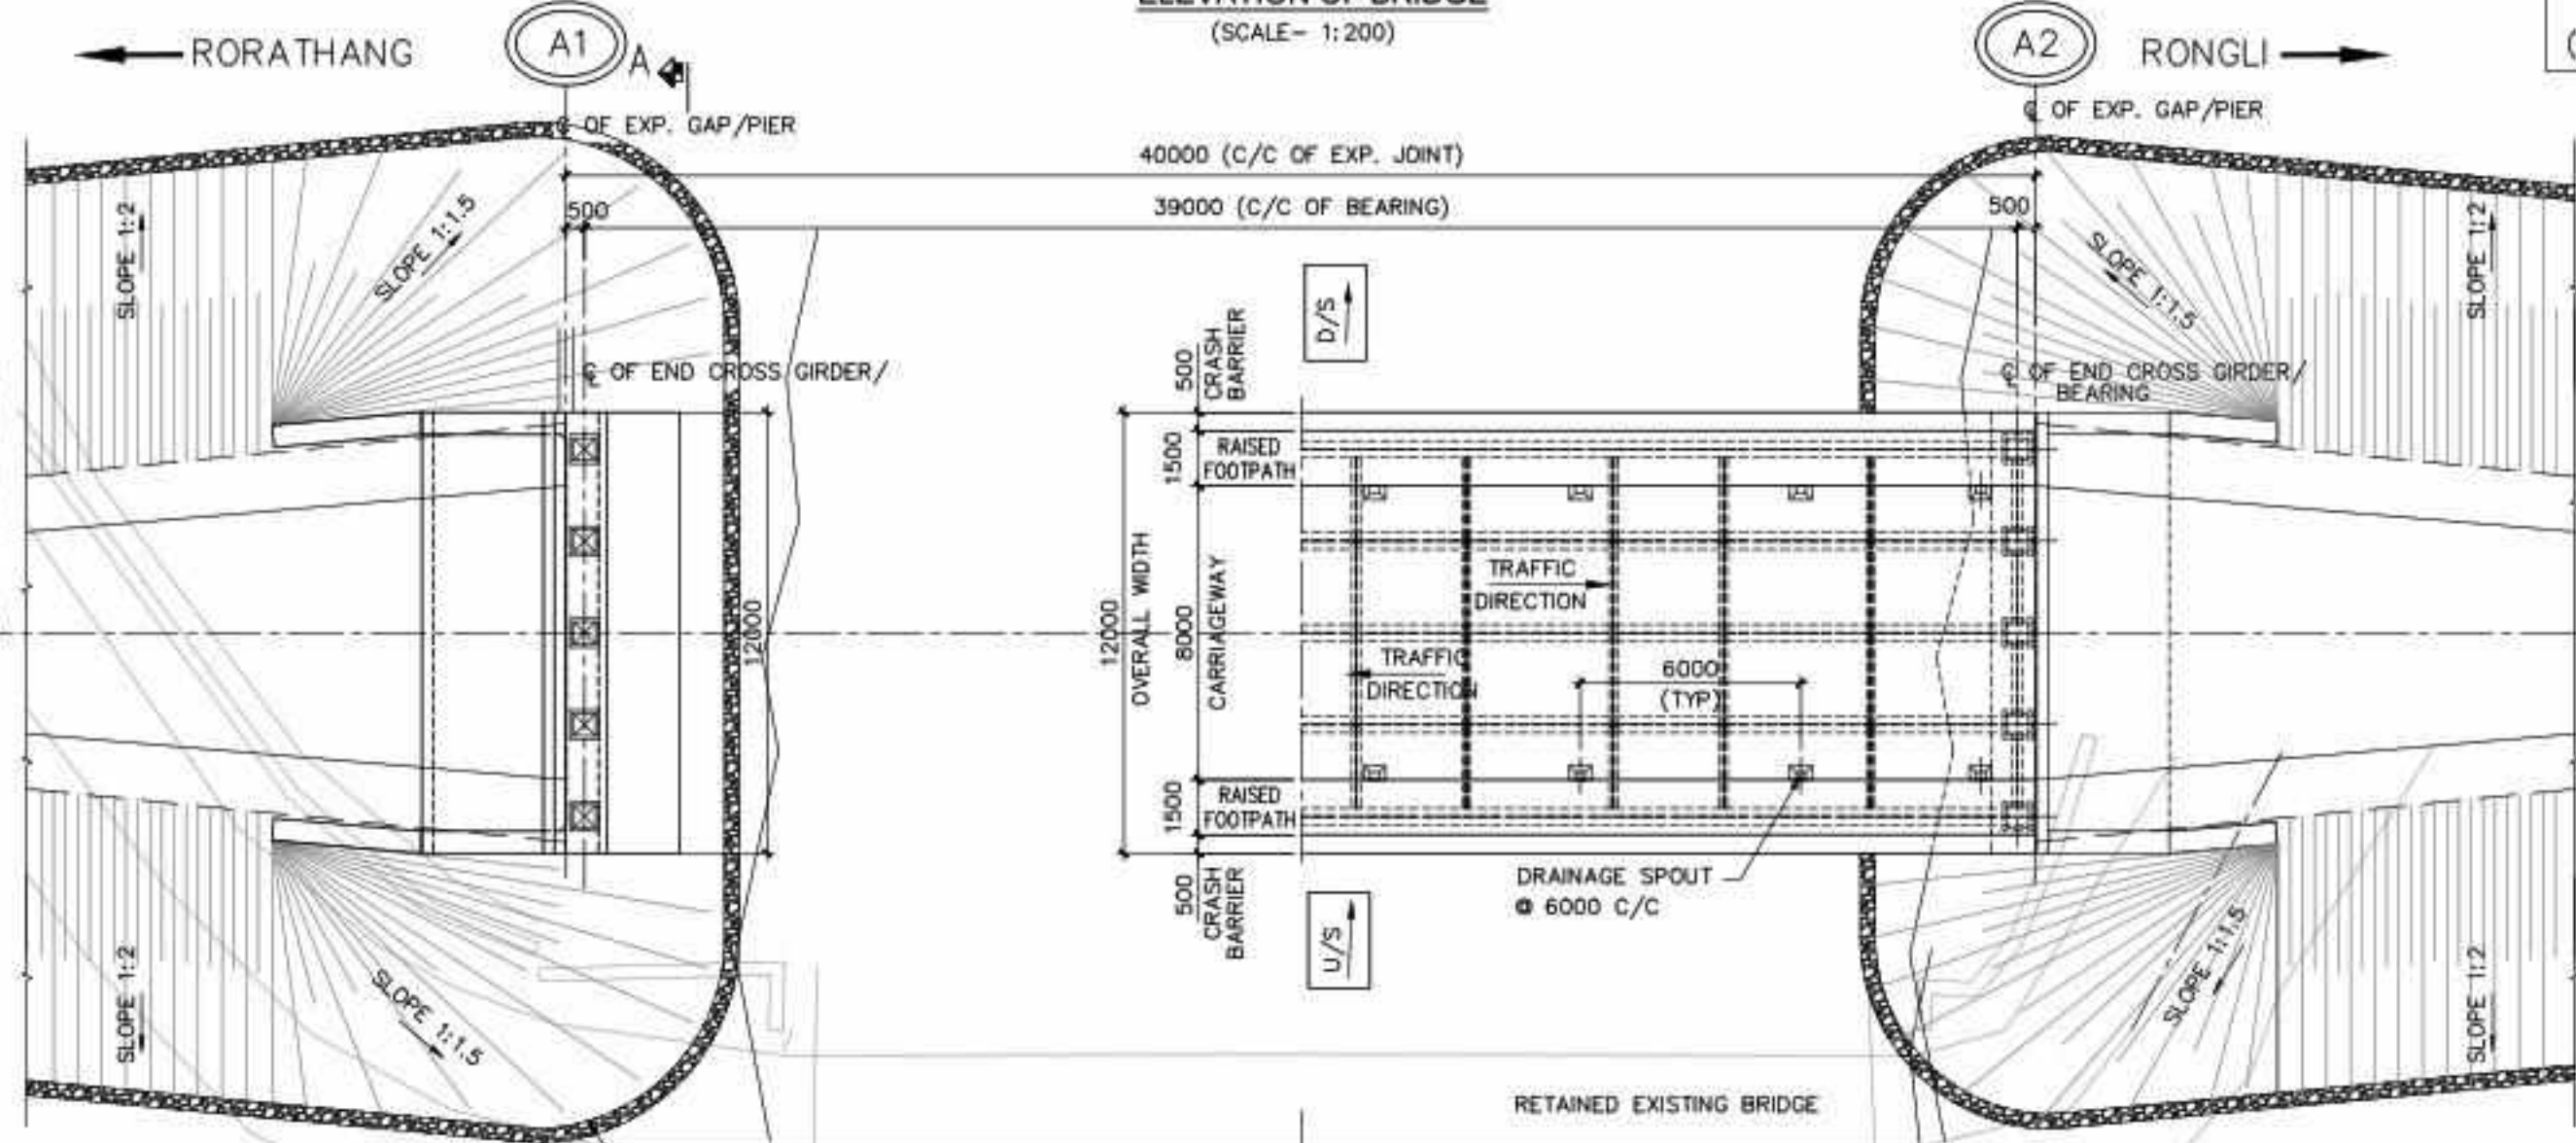 ELEVATION OF BRIDGE
(SCALE- 1:200)
RORATHANG
A1
A
A2
RONGLI
℄ OF EXP. GAP/PIER
℄ OF EXP. GAP/PIER
40000 (C/C OF EXP. JOINT)
39000 (C/C OF BEARING)
500
500
SLOPE 1:2
SLOPE 1:1.5
D/S
SLOPE 1:1.5
SLOPE 1:2
500
CRASH
BARRIER
℄ OF END CROSS GIRDER/
℄ OF END CROSS GIRDER/
BEARING
1500
RAISED
FOOTPATH
12000
12000
OVERALL WIDTH
8000
CARRIAGEWAY
TRAFFIC
DIRECTION
TRAFFIC
DIRECTION
6000
(TYP)
1500
RAISED
FOOTPATH
500
CRASH
BARRIER
DRAINAGE SPOUT
@ 6000 C/C
U/S
SLOPE 1:2
SLOPE 1:1.5
SLOPE 1:1.5
SLOPE 1:2
RETAINED EXISTING BRIDGE